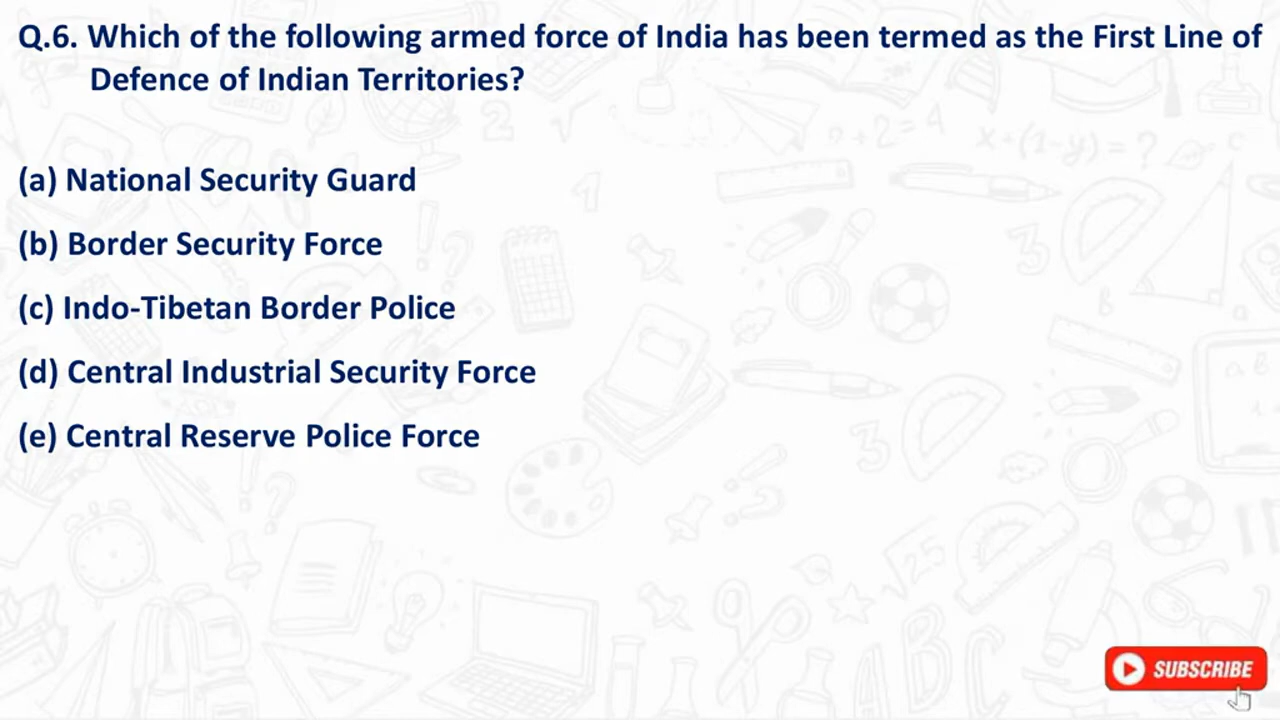 Q.6. Which of the following armed force of India has been termed as the First Line of
Defence of Indian Territories?
(a) National Security Guard
(b) Border Security Force
(c) Indo-Tibetan Border Police
(d) Central Industrial Security Force
(e) Central Reserve Police Force
SUBSCRIBE